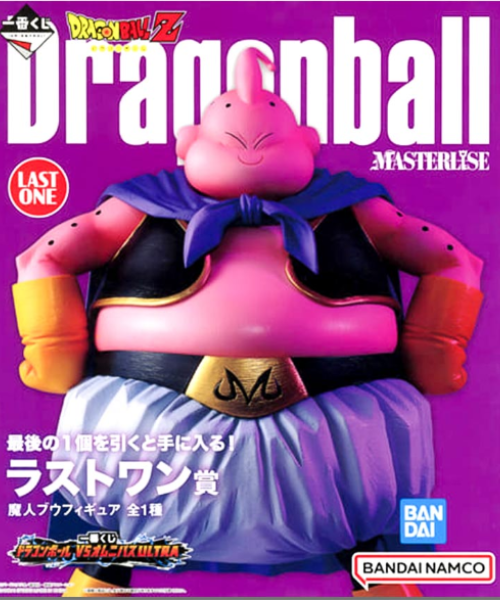 一番くじ
DRAGONBALL Z
Dragonball
MASTERLISE
LAST
ONE
M
最後の1個を引くと手に入る!
ラストワン賞
魔人ブウフィギュア 全1種
一番くじ
ドラゴンボール VSオムニバスULTRA
BAN
DAI
BANDAI NAMCO